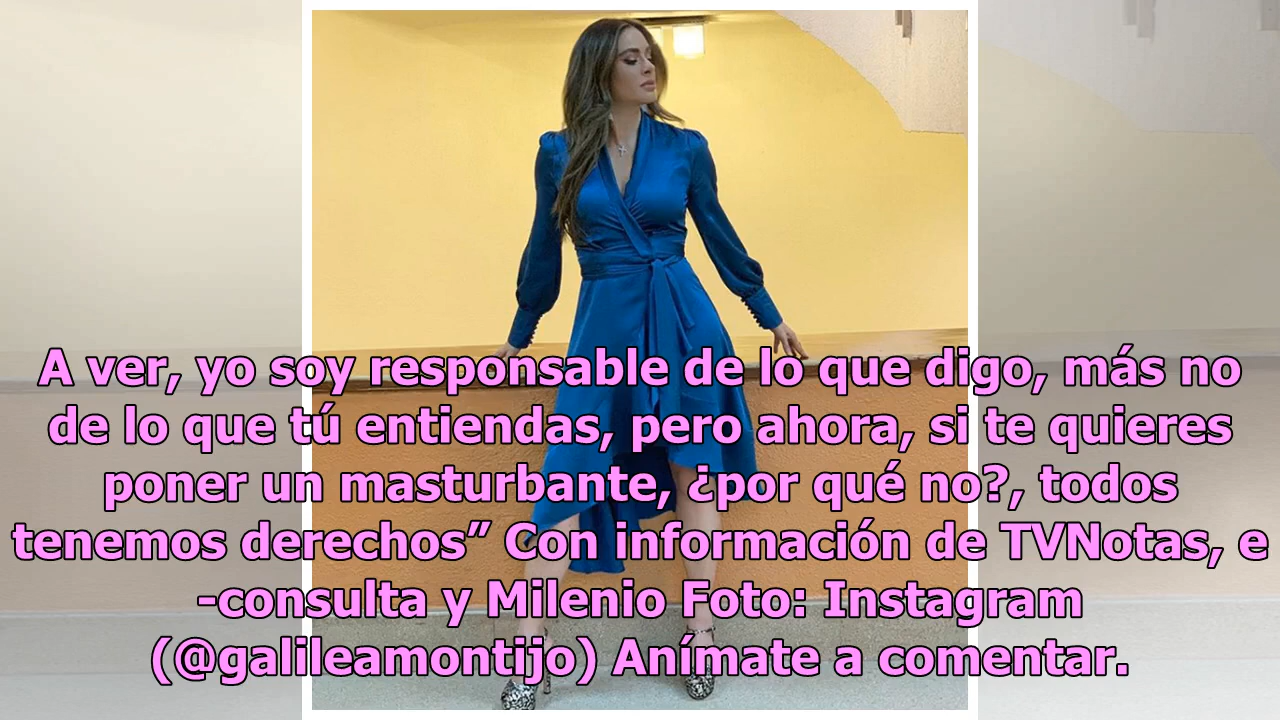 A ver, yo soy responsable de lo que digo, más no
de lo que tú entiendas, pero ahora, si te quieres
poner un masturbante, ¿por qué no?, todos
tenemos derechos” Con información de TVNotas, e
-consulta y Milenio Foto: Instagram
(@galileamontijo) Anímate a comentar.